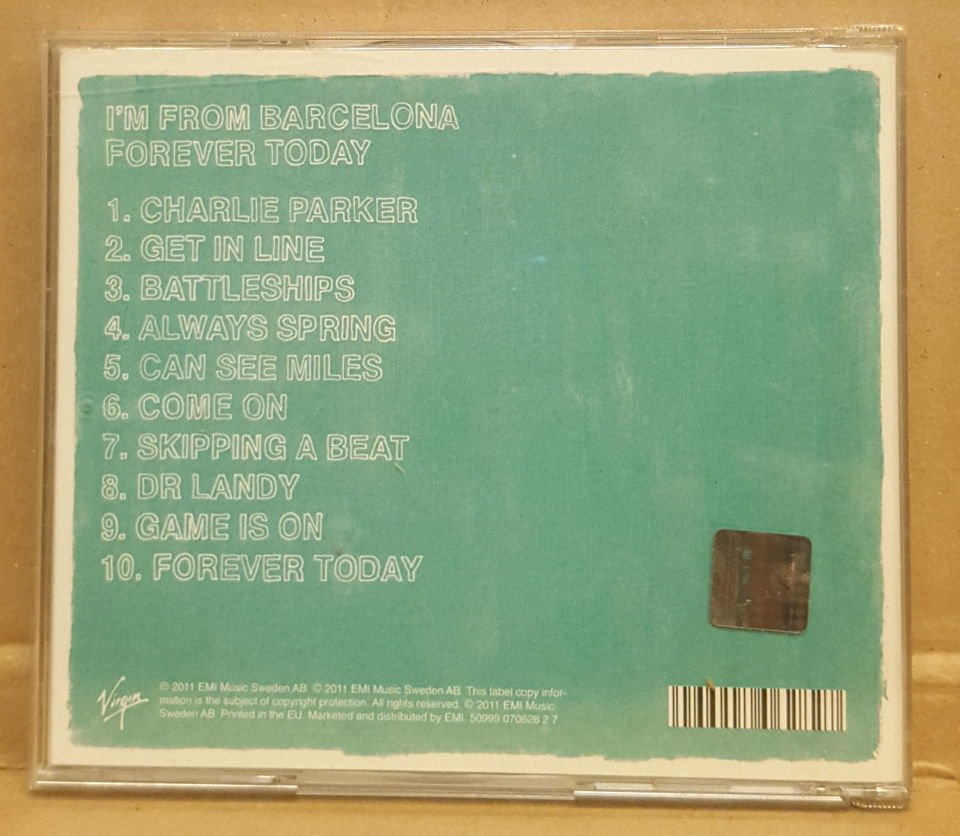 I'M FROM BARCELONA
FOREVER TODAY
1. CHARLIE PARKER
2. GET IN LINE
3. BATTLESHIPS
4. ALWAYS SPRING
5. CAN SEE MILES
6. COME ON
7. SKIPPING A BEAT
8. DR LANDY
9. GAME IS ON
10. FOREVER TODAY
Virgin
℗ 2011 EMI Music Sweden AB. © 2011 EMI Music Sweden AB. This label copy infor-
mation is the subject of copyright protection. All rights reserved. © 2011 EMI Music
Sweden AB. Printed in the EU. Marketed and distributed by EMI. 50999 070628 2 7